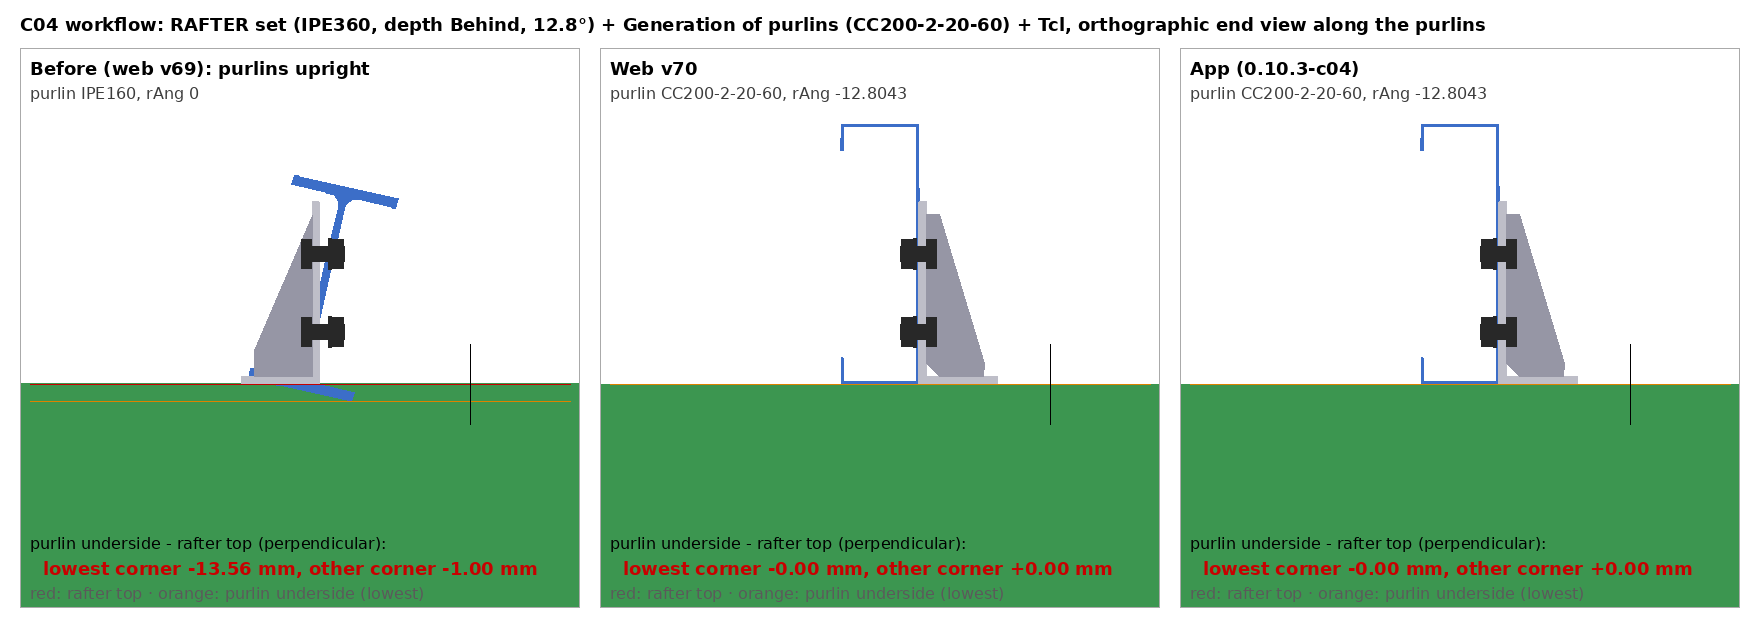 C04 workflow: RAFTER set (IPE360, depth Behind, 12.8°) + Generation of purlins (CC200-2-20-60) + Tcl, orthographic end view along the purlins
Before (web v69): purlins upright
purlin IPE160, rAng 0
purlin underside - rafter top (perpendicular):
lowest corner -13.56 mm, other corner -1.00 mm
red: rafter top · orange: purlin underside (lowest)
Web v70
purlin CC200-2-20-60, rAng -12.8043
purlin underside - rafter top (perpendicular):
lowest corner -0.00 mm, other corner +0.00 mm
red: rafter top · orange: purlin underside (lowest)
App (0.10.3-c04)
purlin CC200-2-20-60, rAng -12.8043
purlin underside - rafter top (perpendicular):
lowest corner -0.00 mm, other corner +0.00 mm
red: rafter top · orange: purlin underside (lowest)